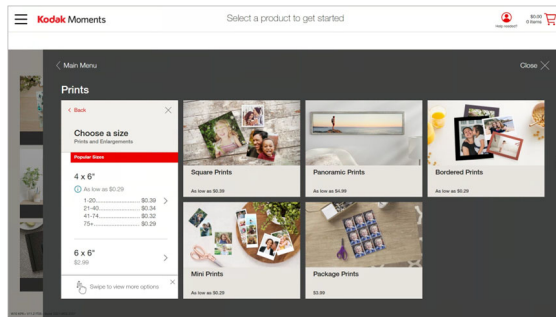 Kodak Moments
Select a product to get started
Help needed?
$0.00
0 items
Main Menu
Close
Prints
Back
Choose a size
Prints and Enlargements
Popular Sizes
4 x 6"
As low as $0.29
1-20 $0.39
21-40 $0.34
41-74 $0.32
75+ $0.29
6 x 6"
$2.99
Swipe to view more options
Square Prints
As low as $0.39
Panoramic Prints
As low as $4.99
Bordered Prints
As low as $0.29
Mini Prints
As low as $0.39
Package Prints
$3.99